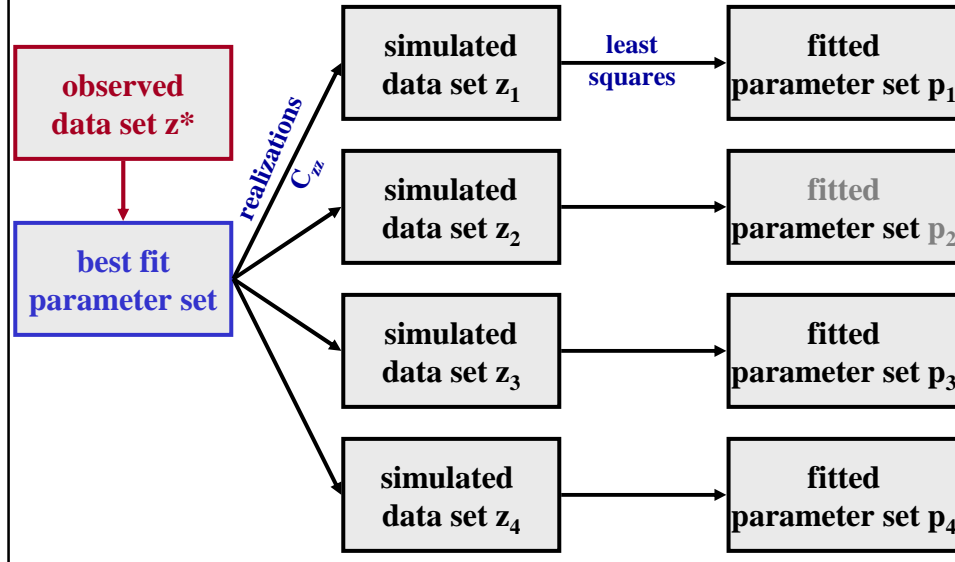 observed
data set z*
best fit
parameter set
realizations
C_zz
simulated
data set z₁
least
squares
fitted
parameter set p₁
simulated
data set z₂
fitted
parameter set p₂
simulated
data set z₃
fitted
parameter set p₃
simulated
data set z₄
fitted
parameter set p₄